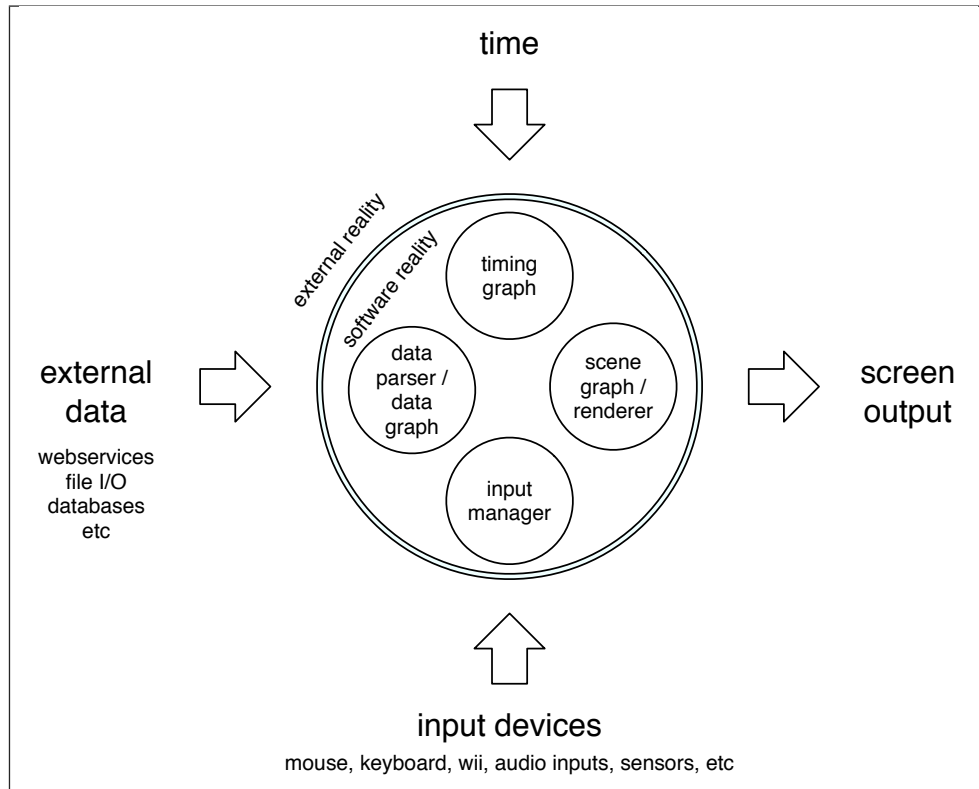 time
external reality
software reality
timing
graph
data
parser /
data
graph
scene
graph /
renderer
input
manager
external
data
webservices
file I/O
databases
etc
screen
output
input devices
mouse, keyboard, wii, audio inputs, sensors, etc